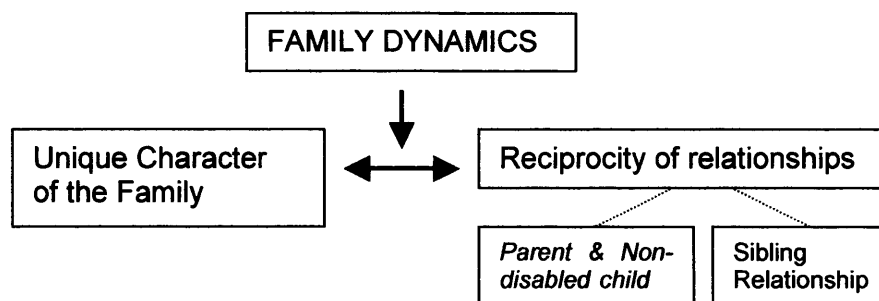 FAMILY DYNAMICS
Unique Character
of the Family
Reciprocity of relationships
Parent & Non-
disabled child
Sibling
Relationship